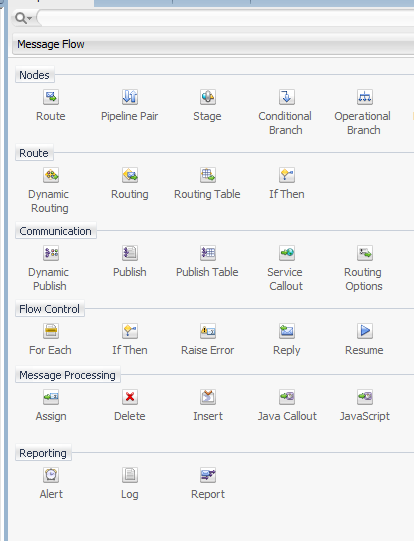 Message Flow
Nodes
Route Pipeline Pair Stage Conditional Branch Operational Branch
Route
Dynamic Routing Routing Routing Table If Then
Communication
Dynamic Publish Publish Publish Table Service Callout Routing Options
Flow Control
For Each If Then Raise Error Reply Resume
Message Processing
Assign Delete Insert Java Callout JavaScript
Reporting
Alert Log Report